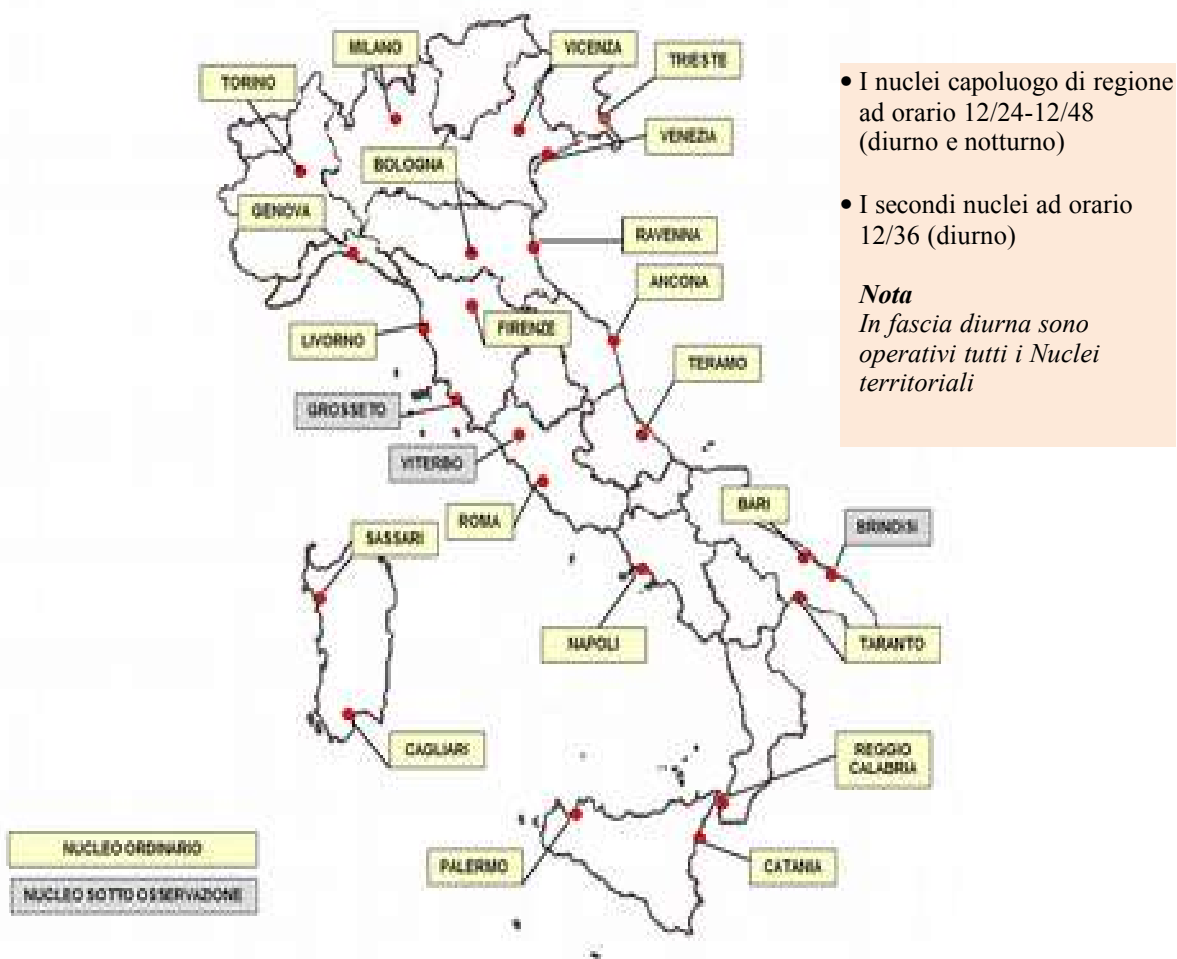 MILANO
VICENZA
TRIESTE
TORINO
VENEZIA
BOLOGNA
GENOVA
RAVENNA
ANCONA
LIVORNO
FIRENZE
TERAMO
GROSSETO
VITERBO
BARI
BRINDISI
ROMA
SASSARI
NAPOLI
TARANTO
CAGLIARI
REGGIO
CALABRIA
PALERMO
CATANIA
NUCLEO ORDINARIO
NUCLEO SOTTO OSSERVAZIONE
• I nuclei capoluogo di regione
ad orario 12/24-12/48
(diurno e notturno)
• I secondi nuclei ad orario
12/36 (diurno)
Nota
In fascia diurna sono
operativi tutti i Nuclei
territoriali